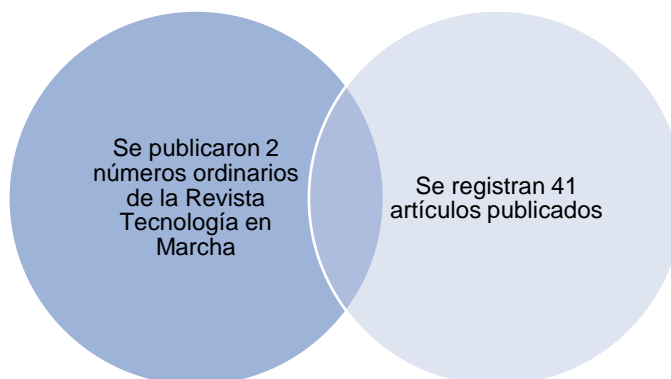 Se publicaron 2
números ordinarios
de la Revista
Tecnología en
Marcha
Se registran 41
artículos publicados